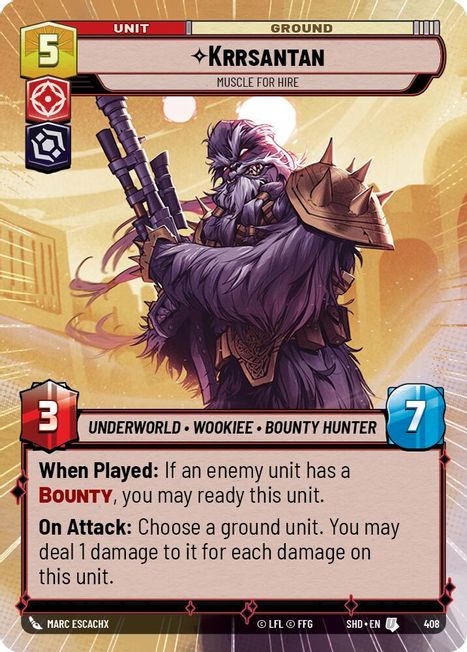 UNIT
GROUND
5
KRRSANTAN
MUSCLE FOR HIRE
3
UNDERWORLD • WOOKIEE • BOUNTY HUNTER
7
When Played: If an enemy unit has a
BOUNTY, you may ready this unit.
On Attack: Choose a ground unit. You may
deal 1 damage to it for each damage on
this unit.
MARC ESCACHX
© LFL © FFG
SHD • EN
408